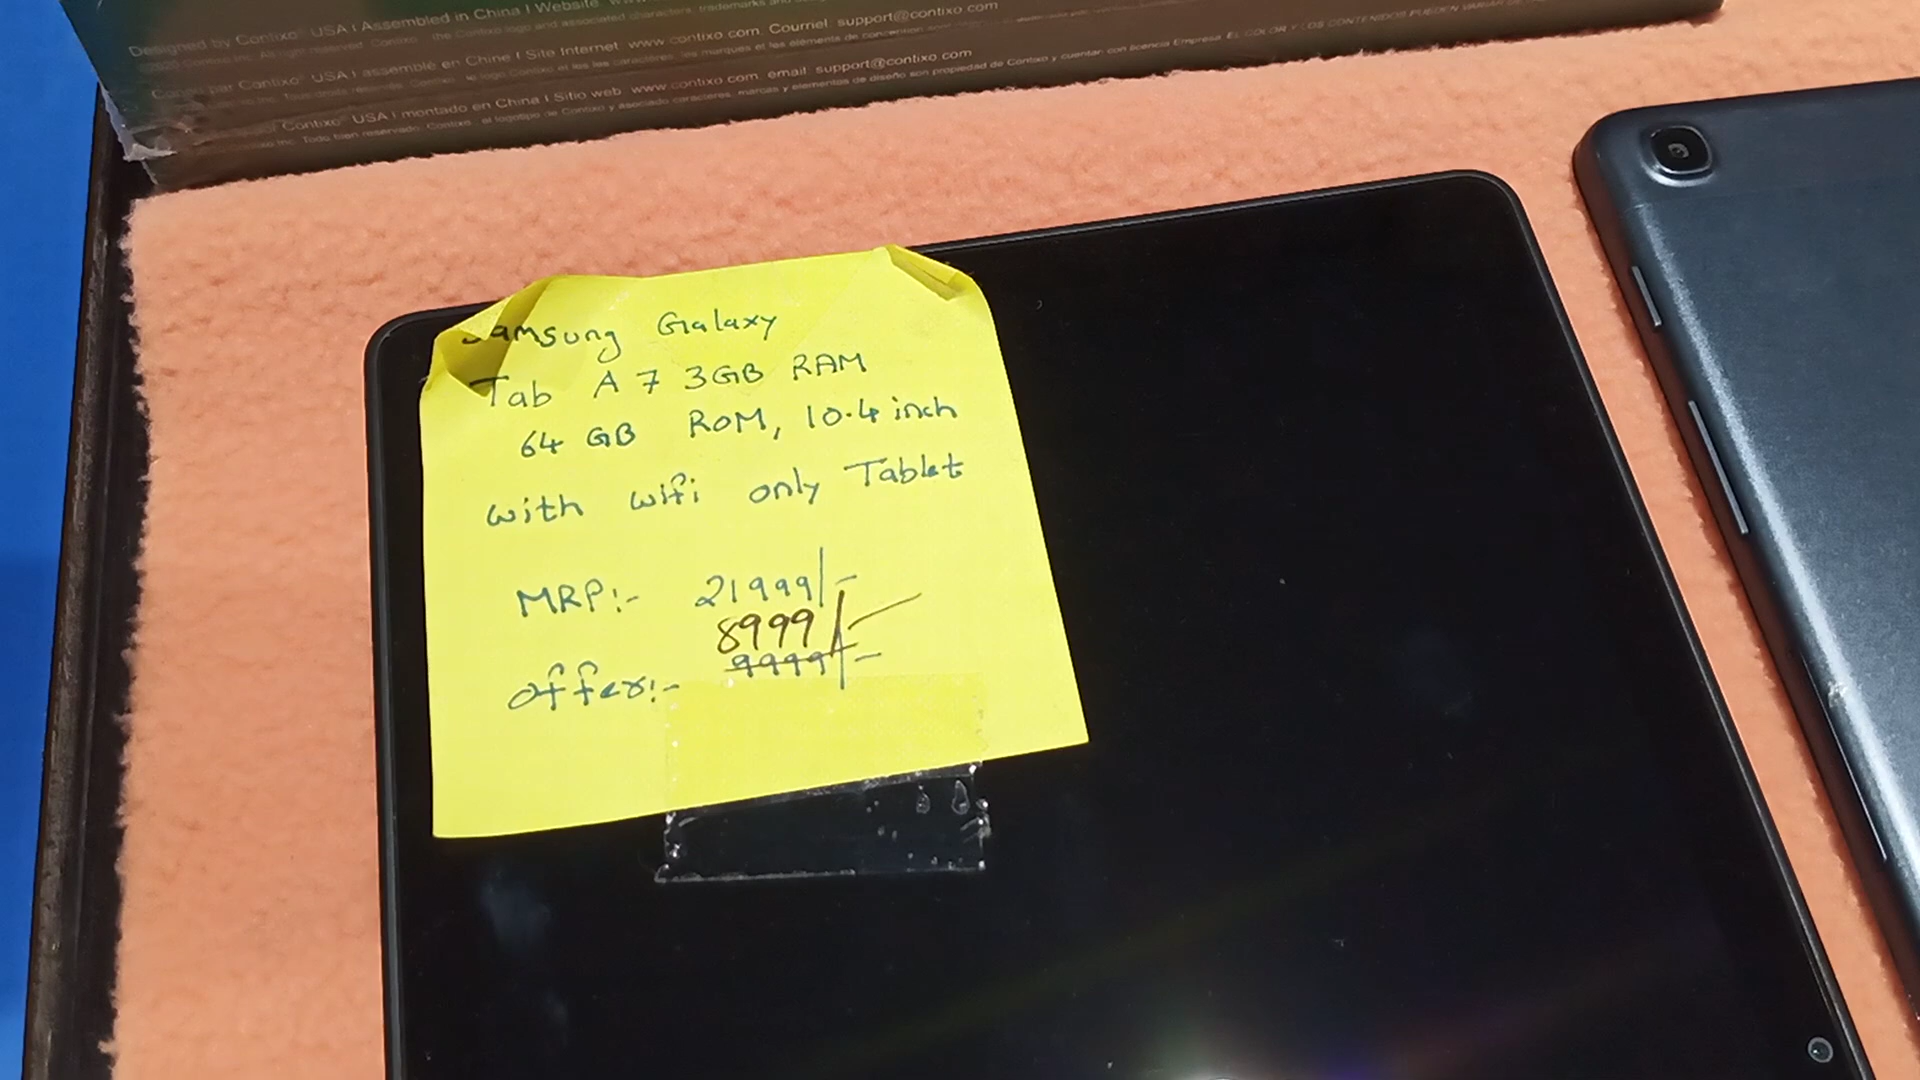 Designed by Contixo® USA I Assembled in China I Website
Conçu par Contixo® USA I assemblé en Chine I Site Internet www.contixo.com. Courriel support@contixo.com
Contixo® USA I montado en China I Sitio web www.contixo.com. email support@contixo.com
Samsung Galaxy
Tab A7 3GB RAM
64 GB ROM, 10.4 inch
with wifi only Tablet
MRP:- 21999/-
8999/
offer:- 9999/-